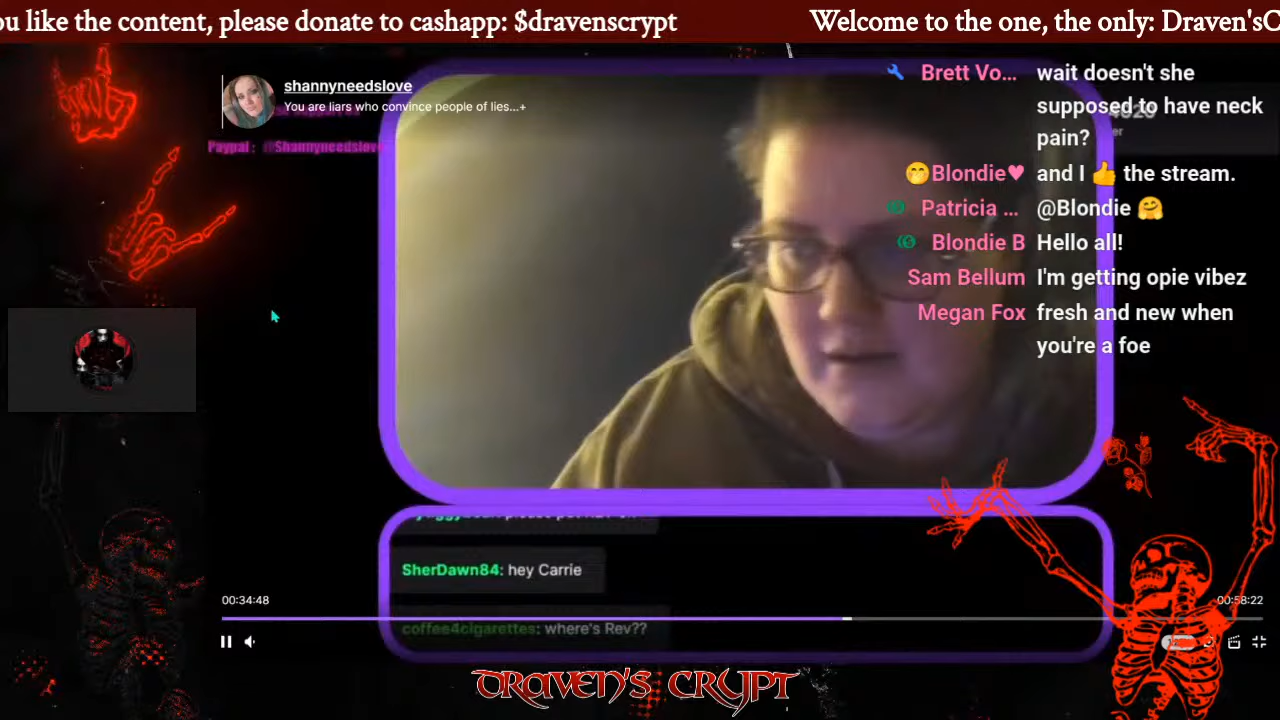 ou like the content, please donate to cashapp: $dravenscrypt
Welcome to the one, the only: Draven'sC
shannyneedslove
You are liars who convince people of lies...+
Paypal : @Shannyneedslove
Brett Vo... wait doesn't she
supposed to have neck
pain?
🤭Blondie♥ and I 👍 the stream.
Patricia ... @Blondie 🤗
Blondie B Hello all!
Sam Bellum I'm getting opie vibez
Megan Fox fresh and new when
you're a foe
SherDawn84: hey Carrie
coffee4cigarettes: where's Rev??
00:34:48
00:58:22
DRAVEN'S CRYPT